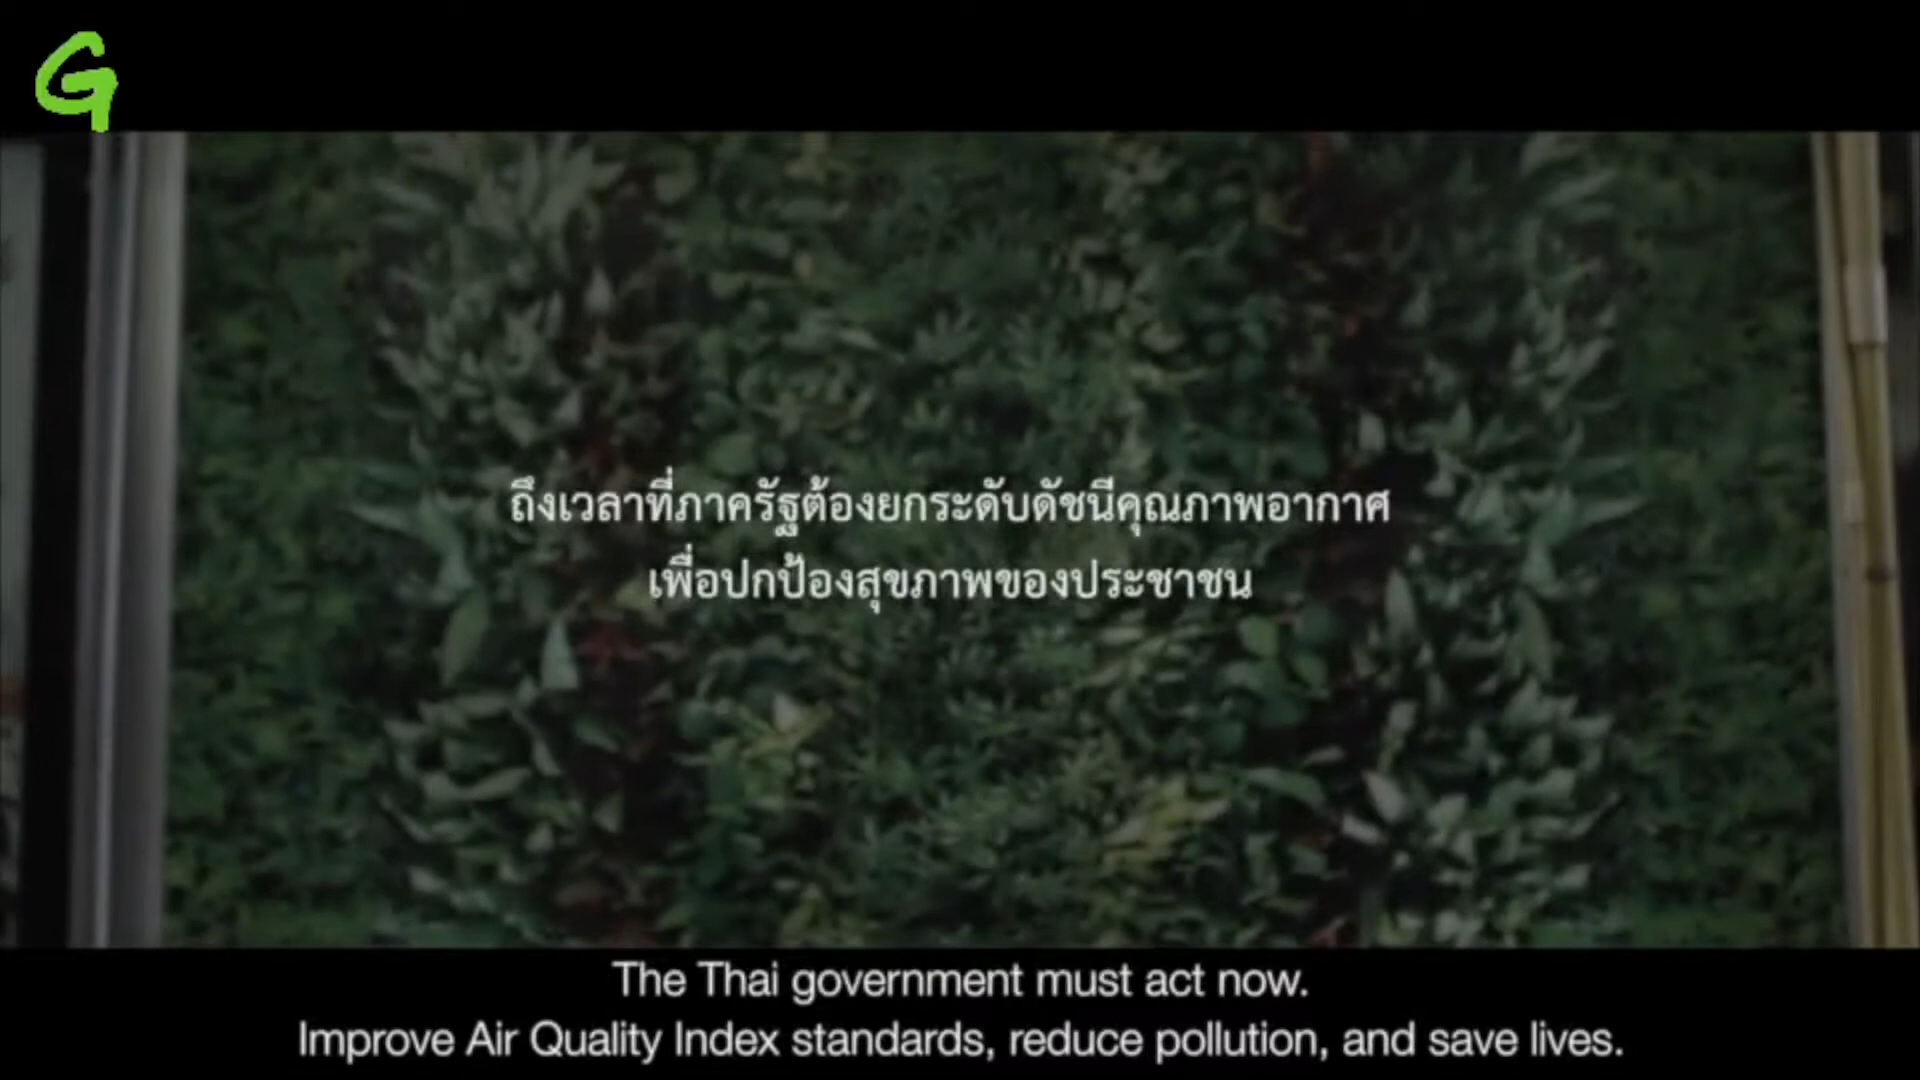 G
ถึงเวลาที่ภาครัฐต้องยกระดับดัชนีคุณภาพอากาศ
เพื่อปกป้องสุขภาพของประชาชน
The Thai government must act now.
Improve Air Quality Index standards, reduce pollution, and save lives.